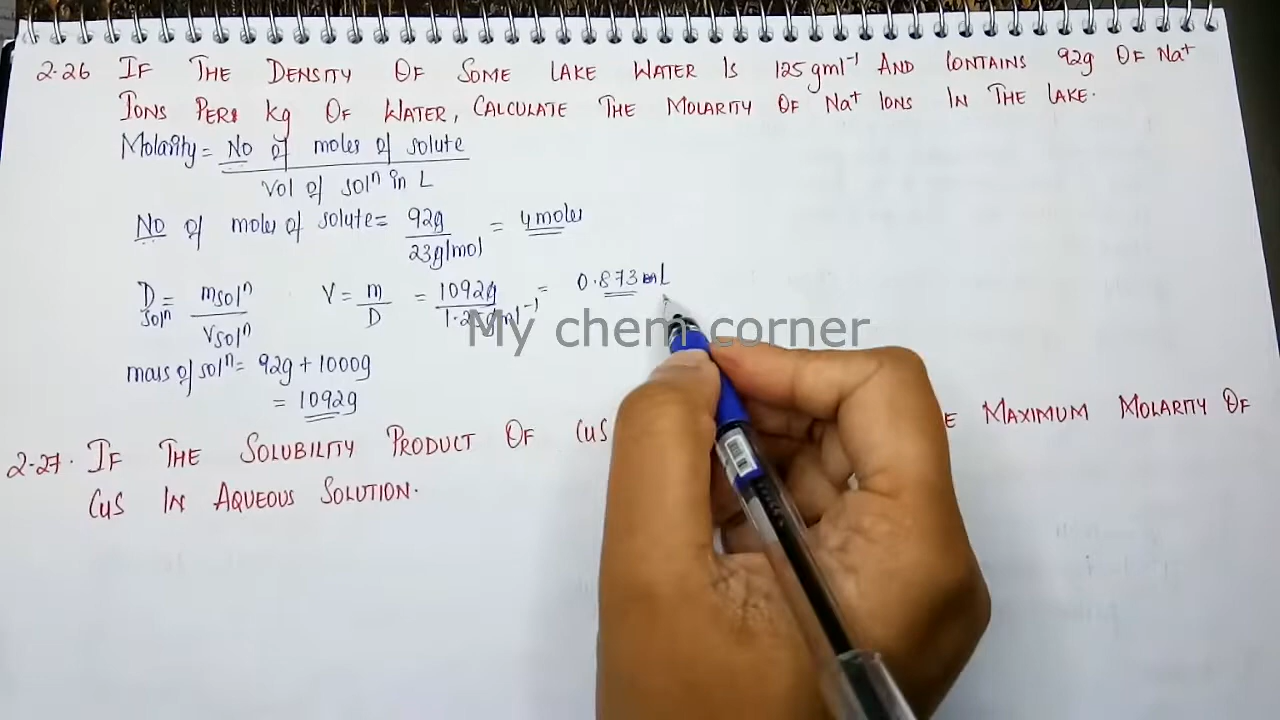 2.26 IF THE DENSITY OF SOME LAKE WATER IS 125 gml⁻¹ AND CONTAINS 92g OF Na⁺
IONS PER KG OF WATER, CALCULATE THE MOLARITY OF Na⁺ IONS IN THE LAKE.
Molarity = No of moles of solute
Vol of solⁿ in L
No of moles of solute = 92g = 4 moles
23g/mol
D solⁿ = m solⁿ V = m = 1092g = 0.873 L
V solⁿ D
My chem corner
mass of solⁿ = 92g + 1000g
= 1092g
2.27. IF THE SOLUBILITY PRODUCT OF CuS MAXIMUM MOLARITY OF
CuS IN AQUEOUS SOLUTION.